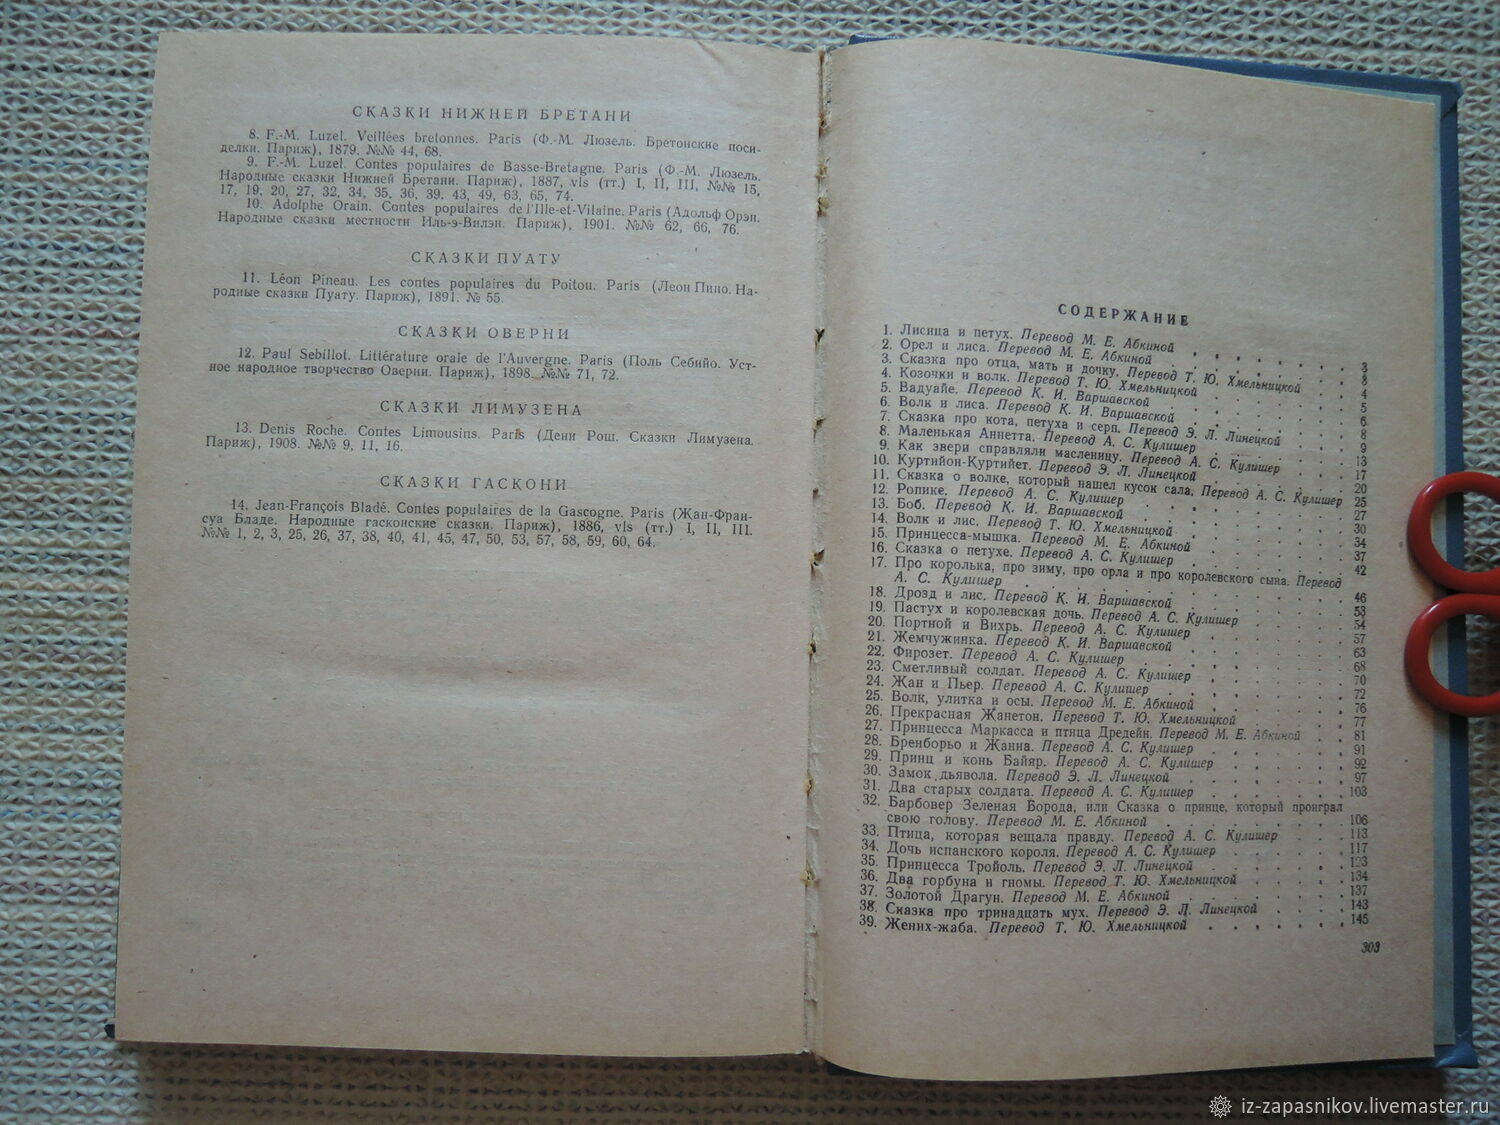 СКАЗКИ НИЖНЕЙ БРЕТАНИ
8. F.-M. Luzel. Veillées bretonnes. Paris (Ф.-М. Люзель. Бретонские поси-
делки. Париж), 1879. №№ 44, 68.
9. F.-M. Luzel. Contes populaires de Basse-Bretagne. Paris (Ф.-М. Люзель.
Народные сказки Нижней Бретани. Париж), 1887, vls (тт.) I, II, III, №№ 15,
17, 19, 20, 27, 32, 34, 35, 36, 39, 43, 49, 63, 65, 74.
10. Adolphe Orain. Contes populaires de l'Ille-et-Vilaine. Paris (Адольф Орэн.
Народные сказки местности Иль-э-Вилэн. Париж), 1901. №№ 62, 66, 76.
СКАЗКИ ПУАТУ
11. Léon Pineau. Les contes populaires du Poitou. Paris (Леон Пино. На-
родные сказки Пуату. Париж), 1891. № 55.
СКАЗКИ ОВЕРНИ
12. Paul Sebillot. Littérature orale de l'Auvergne. Paris (Поль Себийо. Уст-
ное народное творчество Оверни. Париж), 1898. №№ 71, 72.
СКАЗКИ ЛИМУЗЕНА
13. Denis Roche. Contes Limousins. Paris (Дени Рош. Сказки Лимузена.
Париж), 1908. №№ 9, 11, 16.
СКАЗКИ ГАСКОНИ
14. Jean-François Bladé. Contes populaires de la Gascogne. Paris (Жан-Фран-
суа Бладе. Народные гасконские сказки. Париж), 1886, vls (тт.) I, II, III.
№№ 1, 2, 3, 25, 26, 37, 38, 40, 41, 45, 47, 50, 53, 57, 58, 59, 60, 64.
СОДЕРЖАНИЕ
1. Лисица и петух. Перевод М. Е. Абкиной . . . . . 3
2. Орел и лиса. Перевод М. Е. Абкиной . . . . . 3
3. Сказка про отца, мать и дочку. Перевод Т. Ю. Хмельницкой . 4
4. Козочки и волк. Перевод Т. Ю. Хмельницкой . . . . . 5
5. Вадуайе. Перевод К. И. Варшавской . . . . . 6
6. Волк и лиса. Перевод К. И. Варшавской . . . . . 8
7. Сказка про кота, петуха и серп. Перевод Э. Л. Линецкой . . 9
8. Маленькая Аннетта. Перевод А. С. Кулишер . . . . . 13
9. Как звери справляли масленицу. Перевод А. С. Кулишер . . 17
10. Куртийон-Куртийет. Перевод Э. Л. Линецкой . . . . . 20
11. Сказка о волке, который нашел кусок сала. Перевод А. С. Кулишер 25
12. Ропике. Перевод А. С. Кулишер . . . . . 27
13. Боб. Перевод К. И. Варшавской . . . . . 30
14. Волк и лис. Перевод Т. Ю. Хмельницкой . . . . . 34
15. Принцесса-мышка. Перевод М. Е. Абкиной . . . . . 37
16. Сказка о петухе. Перевод А. С. Кулишер . . . . . 42
17. Про королька, про зиму, про орла и про королевского сына. Перевод
А. С. Кулишер . . . . . 46
18. Дрозд и лис. Перевод К. И. Варшавской . . . . . 53
19. Пастух и королевская дочь. Перевод А. С. Кулишер . . . . 54
20. Портной и Вихрь. Перевод А. С. Кулишер . . . . . 57
21. Жемчужинка. Перевод К. И. Варшавской . . . . . 63
22. Фирозет. Перевод А. С. Кулишер . . . . . 68
23. Сметливый солдат. Перевод А. С. Кулишер . . . . . 70
24. Жан и Пьер. Перевод А. С. Кулишер . . . . . 72
25. Волк, улитка и осы. Перевод М. Е. Абкиной . . . . . 76
26. Прекрасная Жанетон. Перевод Т. Ю. Хмельницкой . . . . 77
27. Принцесса Маркасса и птица Дредейн. Перевод М. Е. Абкиной . . 81
28. Бренборьо и Жанна. Перевод А. С. Кулишер . . . . . 91
29. Принц и конь Байяр. Перевод А. С. Кулишер . . . . . 92
30. Замок дьявола. Перевод Э. Л. Линецкой . . . . . 97
31. Два старых солдата. Перевод А. С. Кулишер . . . . . 103
32. Барбовер Зеленая Борода, или Сказка о принце, который проиграл
свою голову. Перевод М. Е. Абкиной . . . . . 106
33. Птица, которая вещала правду. Перевод А. С. Кулишер . . . 113
34. Дочь испанского короля. Перевод А. С. Кулишер . . . . . 117
35. Принцесса Тройоль. Перевод Э. Л. Линецкой . . . . . 123
36. Два горбуна и гномы. Перевод Т. Ю. Хмельницкой . . . . 134
37. Золотой Драгун. Перевод М. Е. Абкиной . . . . . 137
38. Сказка про тринадцать мух. Перевод Э. Л. Линецкой . . . . 143
39. Жених-жаба. Перевод Т. Ю. Хмельницкой . . . . . 145
303
iz-zapasnikov.livemaster.ru